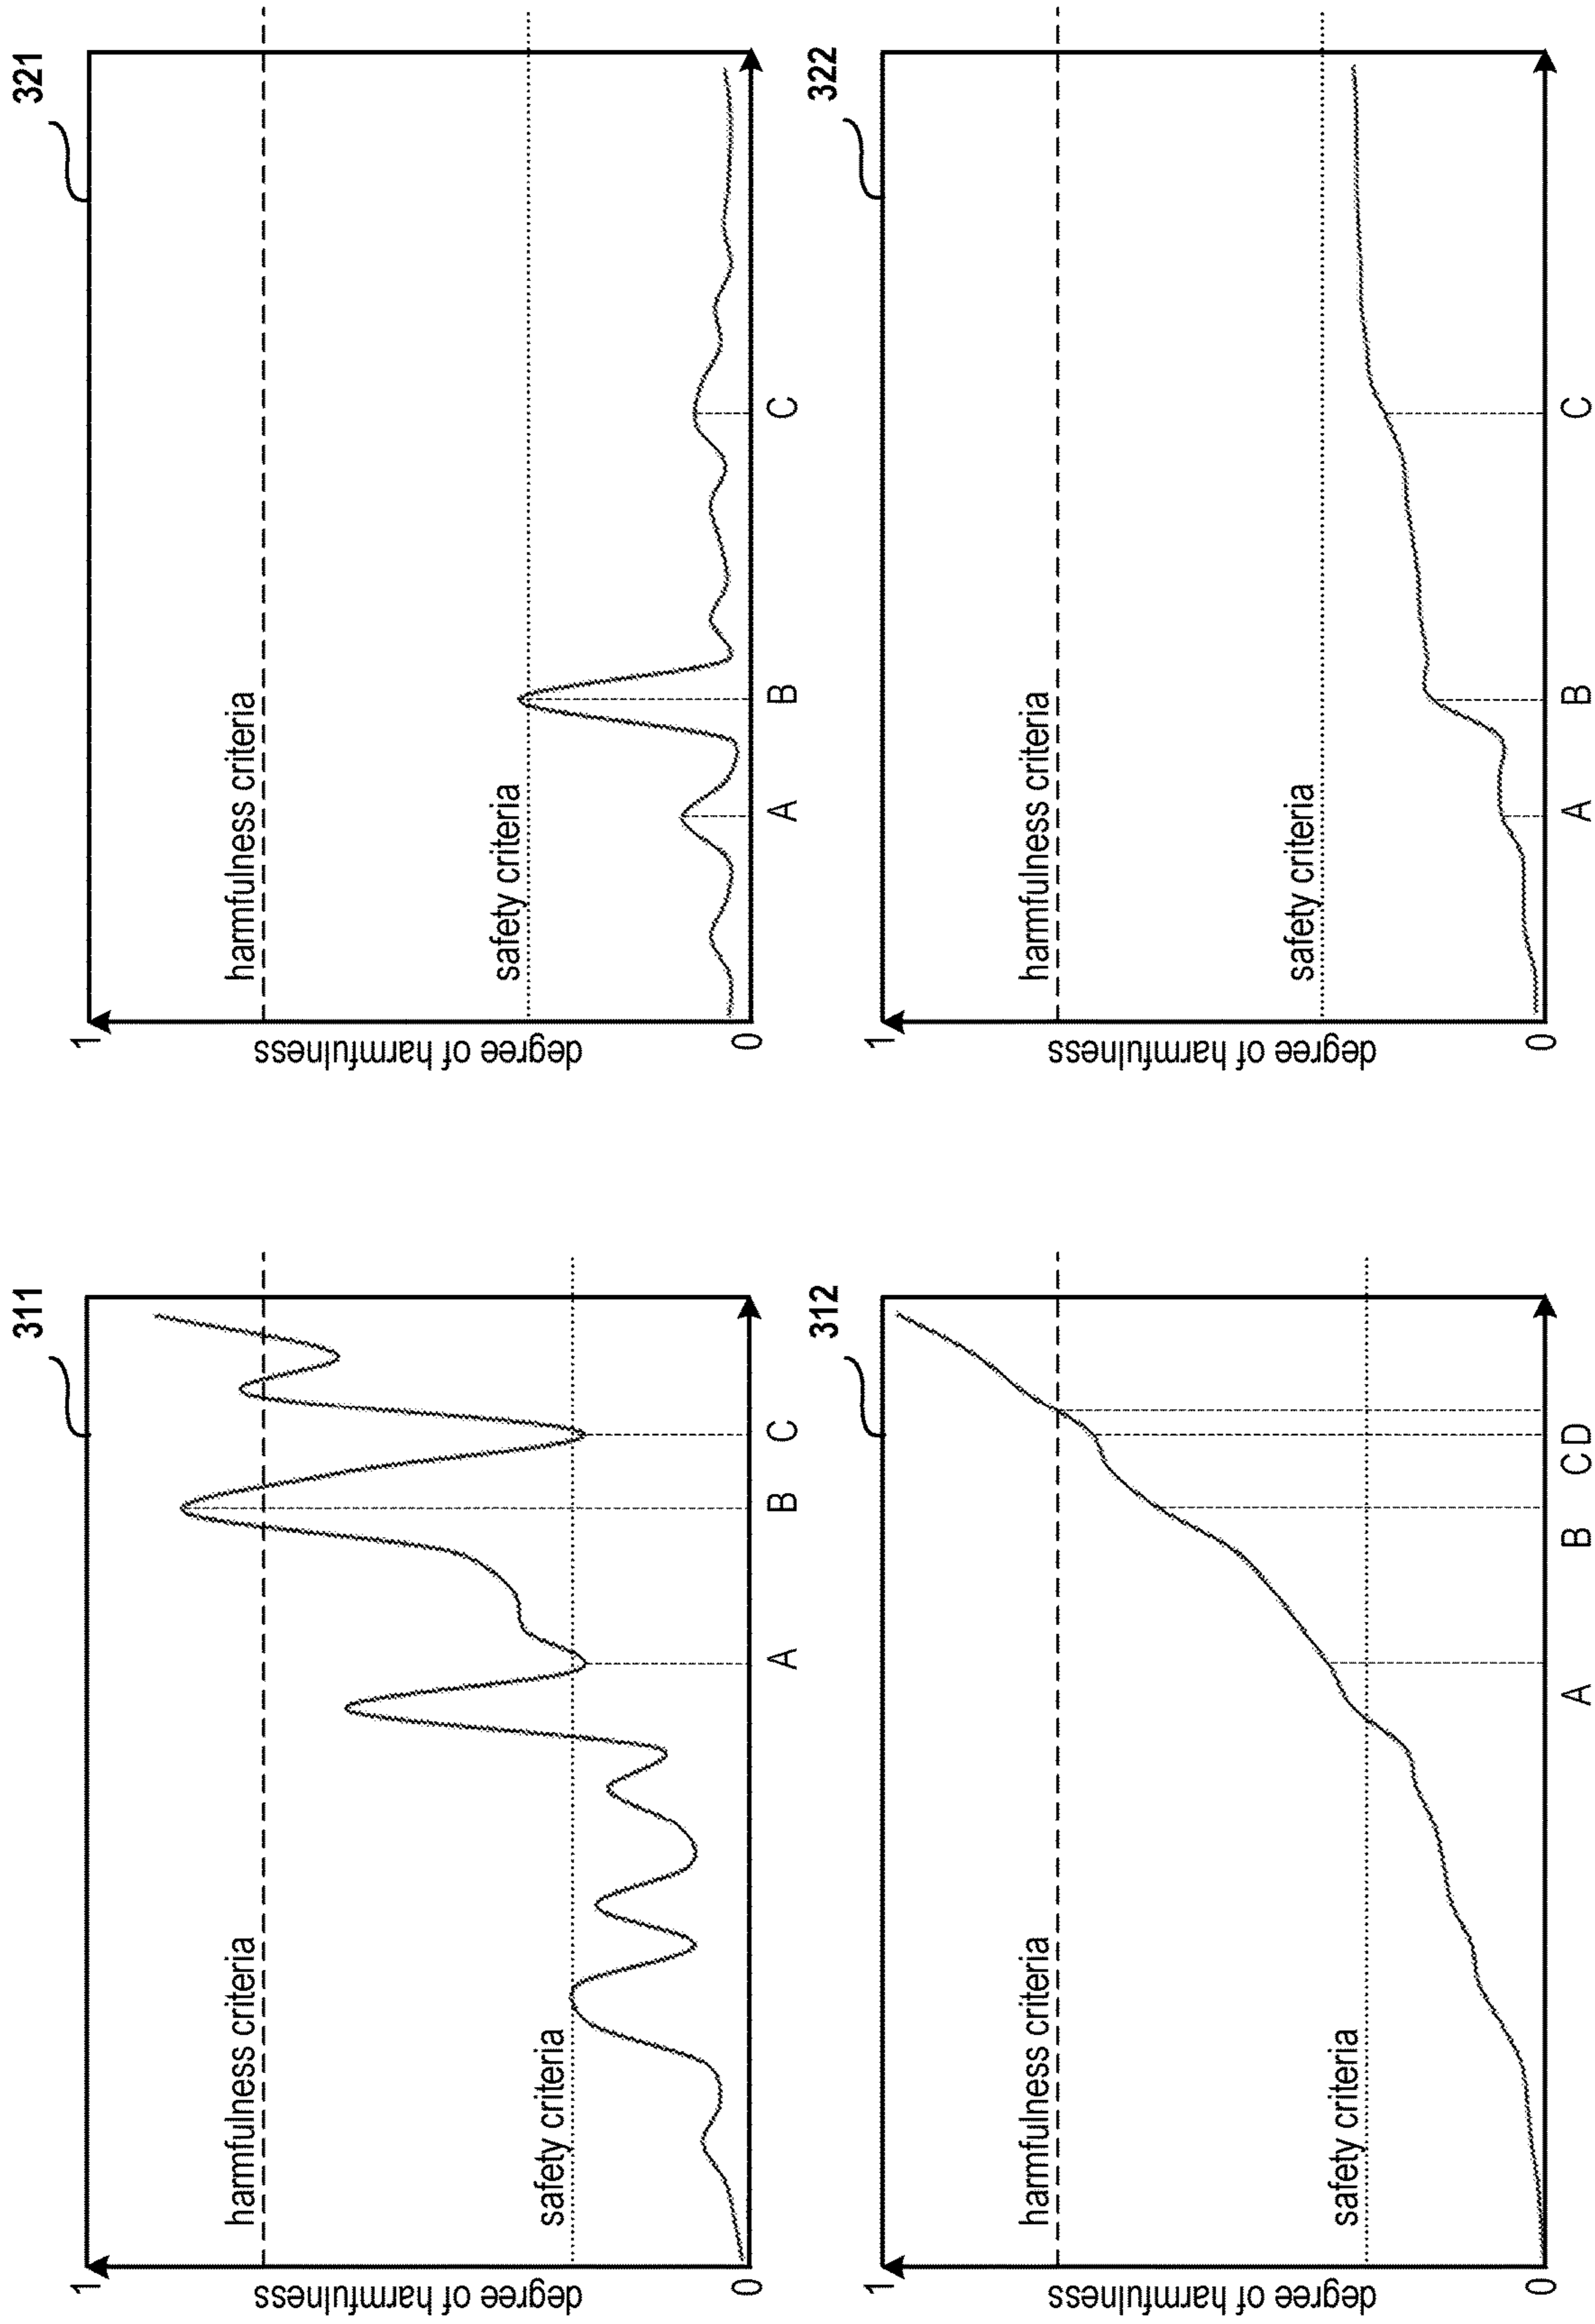 311
1
harmfulness criteria
safety criteria
degree of harmfulness
0
A
B
C
321
1
harmfulness criteria
safety criteria
degree of harmfulness
0
A
B
C
312
1
harmfulness criteria
safety criteria
degree of harmfulness
0
A
B
C D
322
1
harmfulness criteria
safety criteria
degree of harmfulness
0
A
B
C